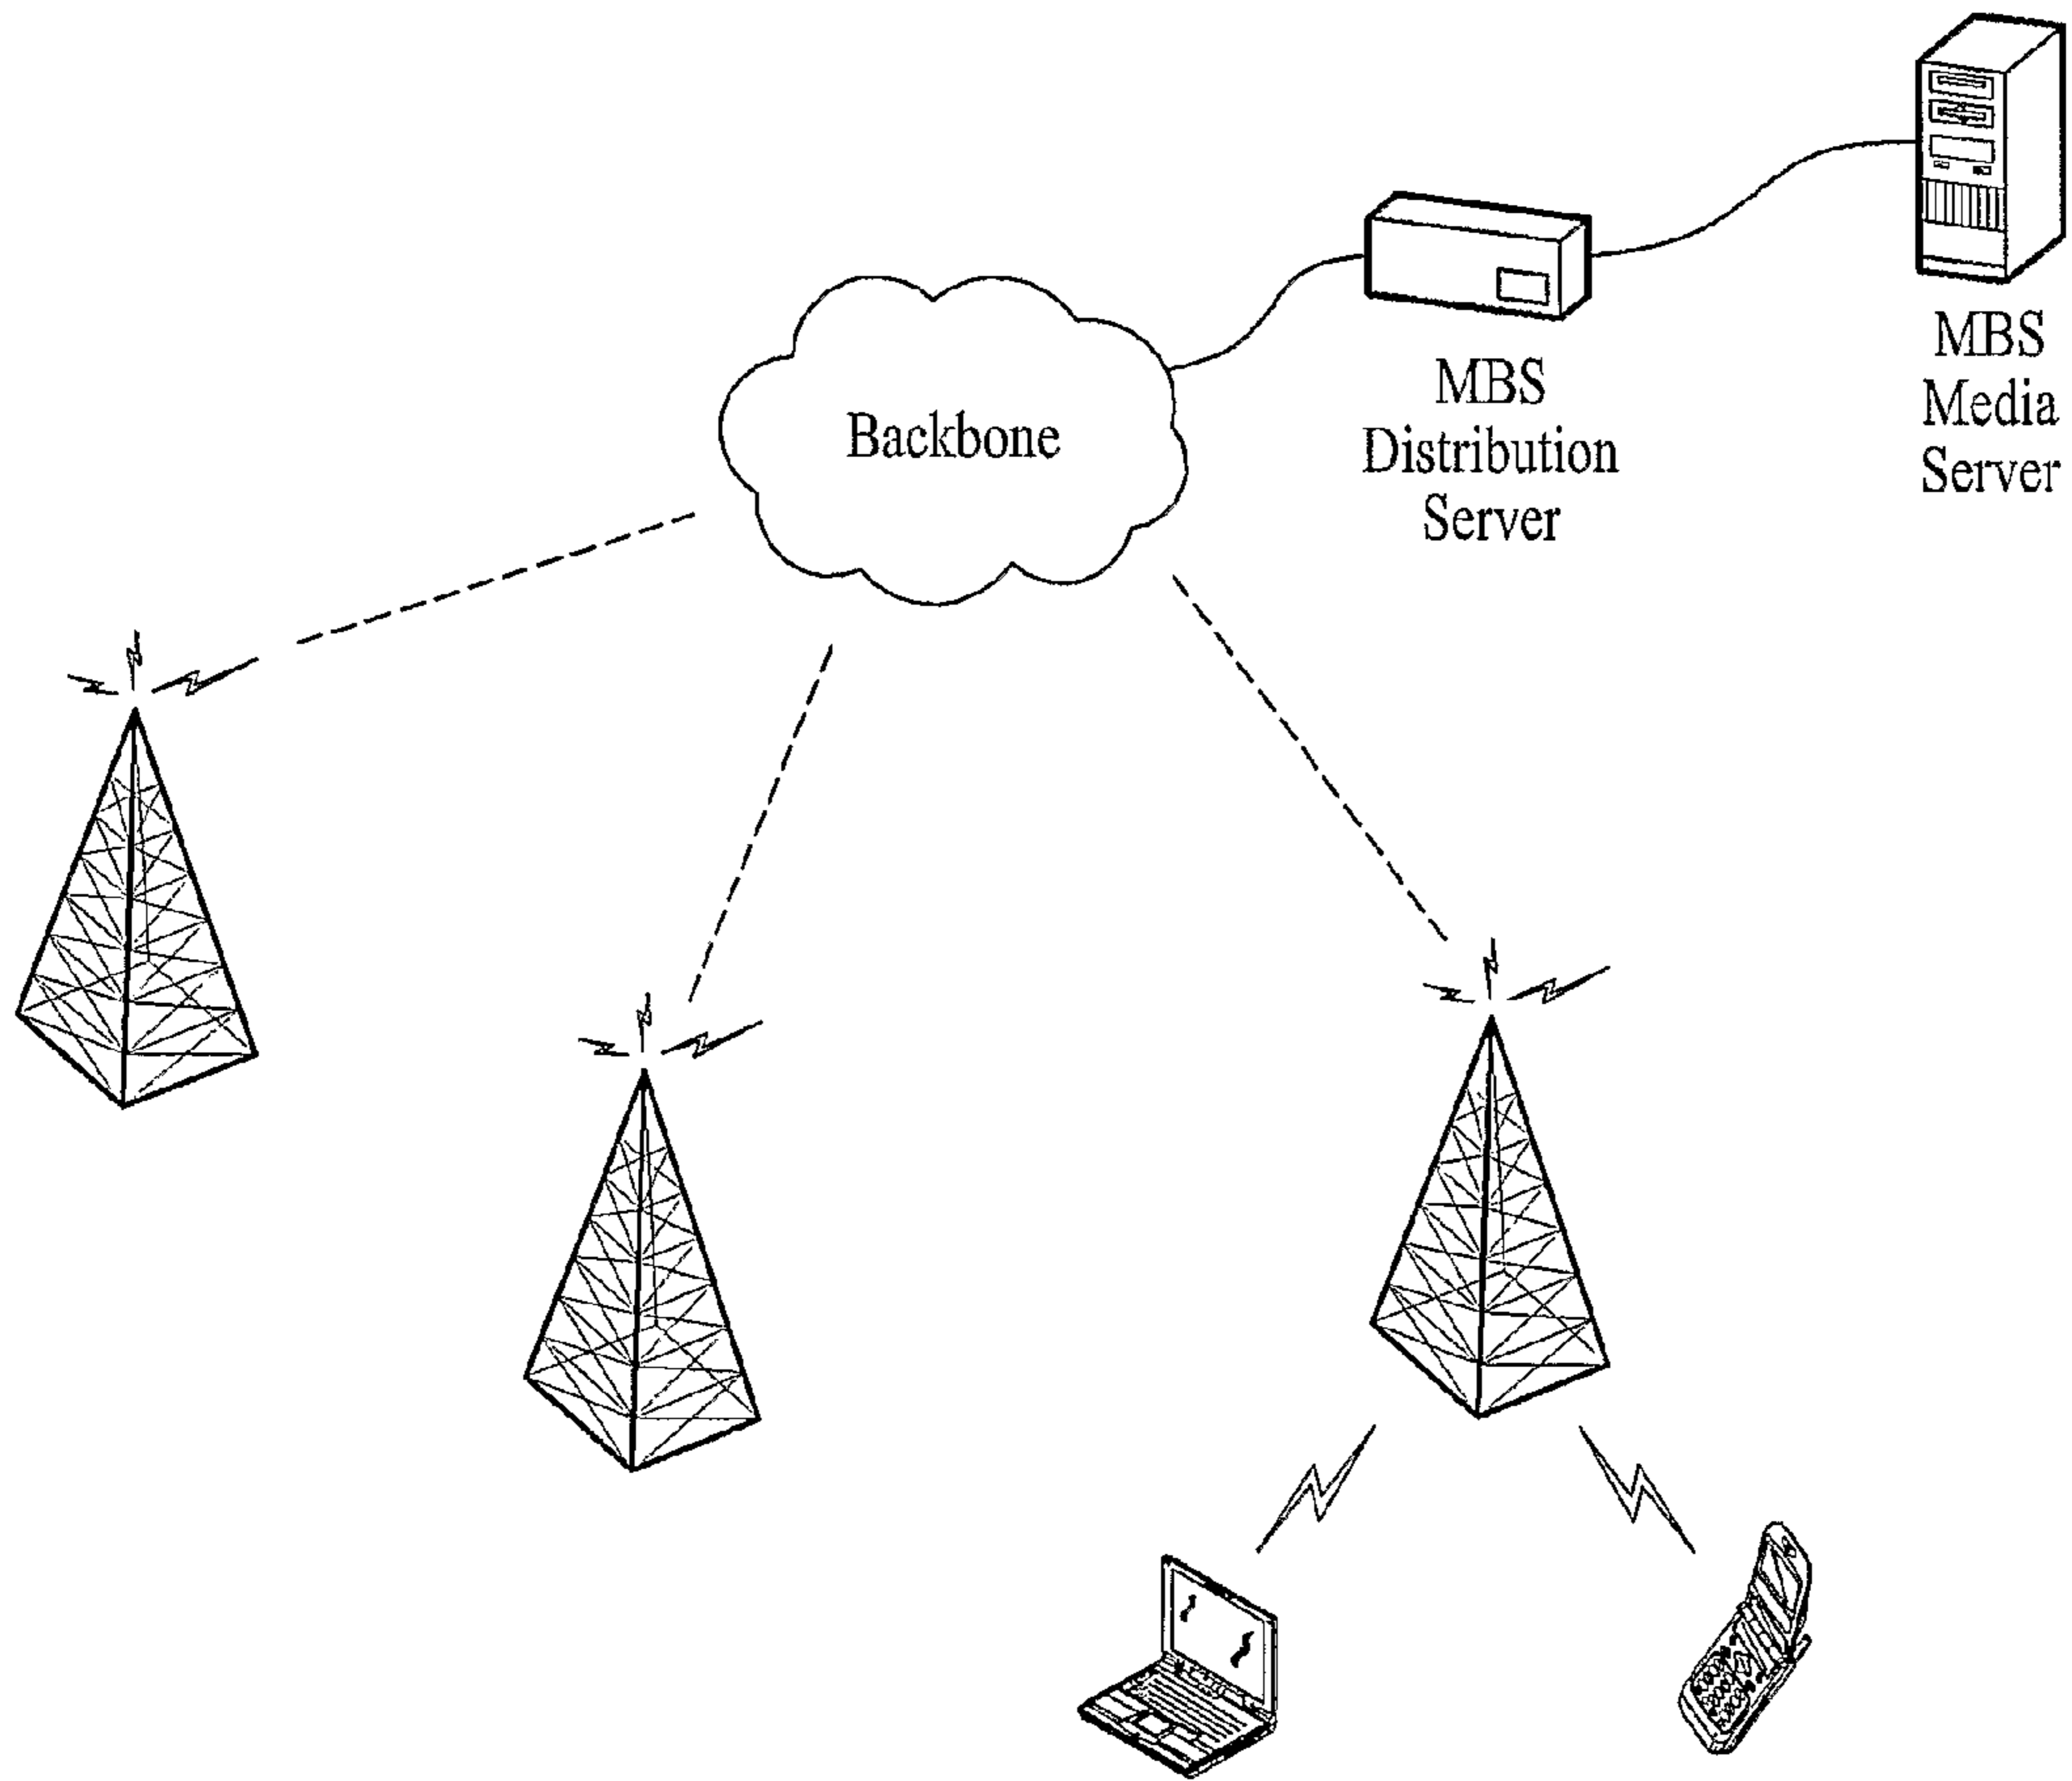 Backbone
MBS
Distribution
Server
MBS
Media
Server